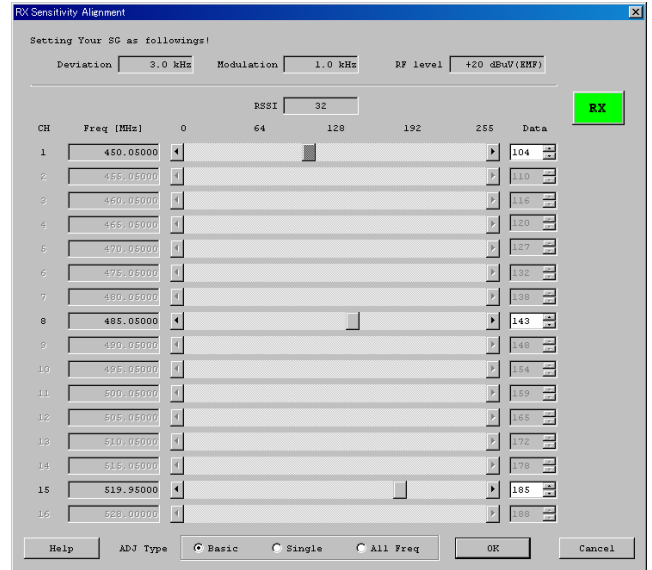 RX Sensitivity Alignment
Setting Your SG as followings!
Deviation 3.0 kHz Modulation 1.0 kHz RF level +20 dBuV(EMF)
RSSI 32
RX
CH Freq [MHz] 0 64 128 192 255 Data
1 450.05000 104
2 455.05000 110
3 460.05000 116
4 465.05000 120
5 470.05000 127
6 475.05000 132
7 480.05000 138
8 485.05000 143
9 490.05000 148
10 495.05000 154
11 500.05000 159
12 505.05000 165
13 510.05000 172
14 515.05000 178
15 519.95000 185
16 528.00000 188
Help ADJ Type Basic Single All Freq OK Cancel